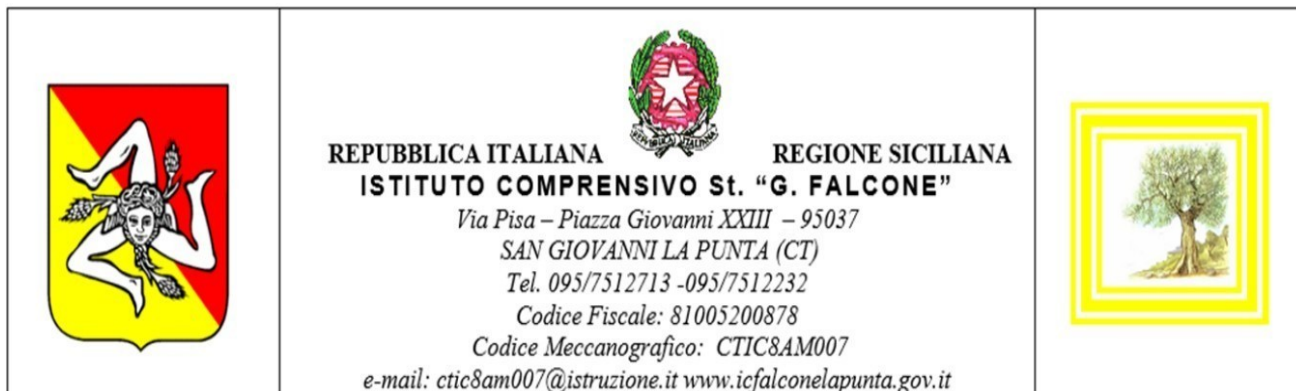 REPUBBLICA ITALIANA REGIONE SICILIANA
ISTITUTO COMPRENSIVO St. “G. FALCONE”
Via Pisa – Piazza Giovanni XXIII – 95037
SAN GIOVANNI LA PUNTA (CT)
Tel. 095/7512713 -095/7512232
Codice Fiscale: 81005200878
Codice Meccanografico: CTIC8AM007
e-mail: ctic8am007@istruzione.it www.icfalconelapunta.gov.it